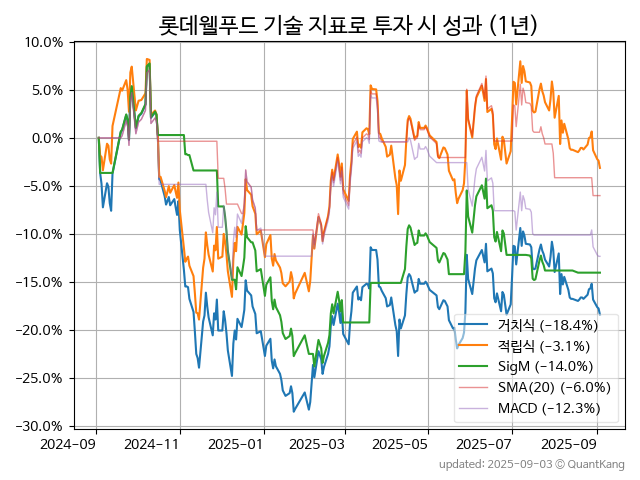 롯데웰푸드 기술 지표로 투자 시 성과 (1년)
10.0%
5.0%
0.0%
−5.0%
−10.0%
−15.0%
−20.0%
−25.0%
−30.0%
2024-09
2024-11
2025-01
2025-03
2025-05
2025-07
2025-09
거치식 (−18.4%)
적립식 (−3.1%)
SigM (−14.0%)
SMA(20) (−6.0%)
MACD (−12.3%)
updated: 2025-09-03 © QuantKang